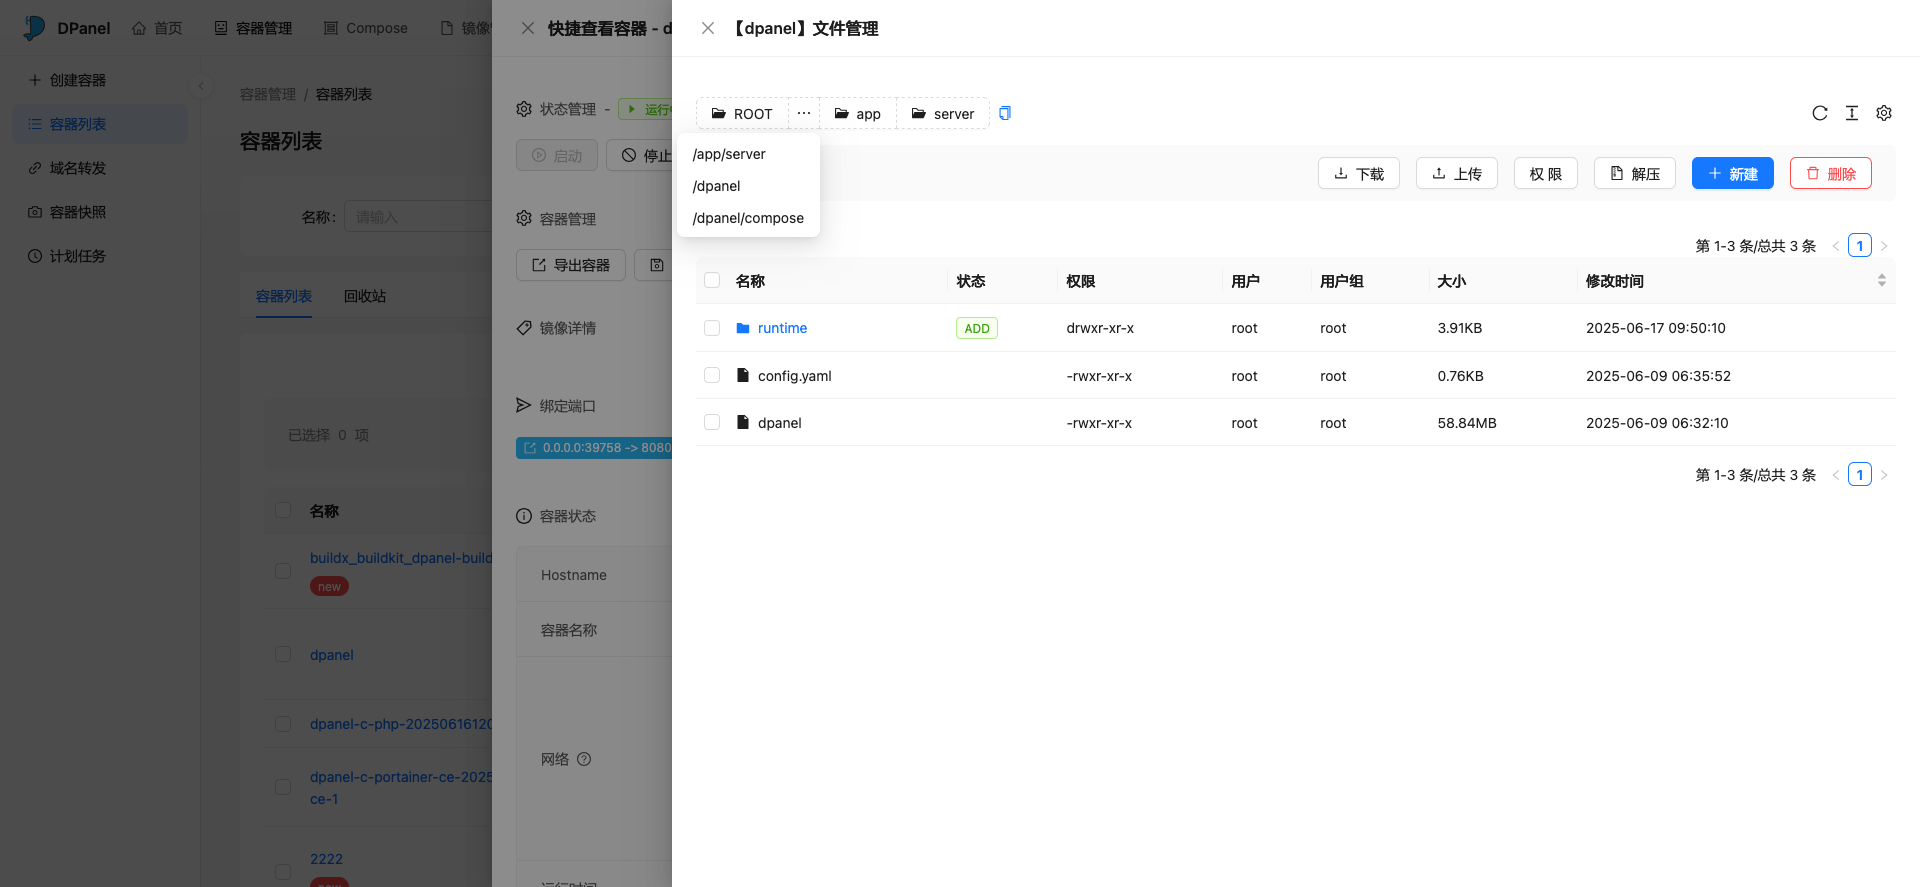 DPanel 首页 容器管理 Compose 镜像
创建容器
容器列表
域名转发
容器快照
计划任务
容器管理 / 容器列表
容器列表
名称: 请输入
容器列表 回收站
已选择 0 项
名称
buildx_buildkit_dpanel-build
new
dpanel
dpanel-c-php-20250616120
dpanel-c-portainer-ce-2025
ce-1
2222
new
快捷查看容器 - d
状态管理 - 运行
启动 停止
容器管理
导出容器
镜像详情
绑定端口
0.0.0.0:39758 -> 8080
容器状态
Hostname
容器名称
网络
运行时间
【dpanel】文件管理
ROOT ··· app server
/app/server
/dpanel
/dpanel/compose
下载 上传 权 限 解压 新建 删除
第 1-3 条/总共 3 条 1
名称 状态 权限 用户 用户组 大小 修改时间
runtime ADD drwxr-xr-x root root 3.91KB 2025-06-17 09:50:10
config.yaml -rwxr-xr-x root root 0.76KB 2025-06-09 06:35:52
dpanel -rwxr-xr-x root root 58.84MB 2025-06-09 06:32:10
第 1-3 条/总共 3 条 1